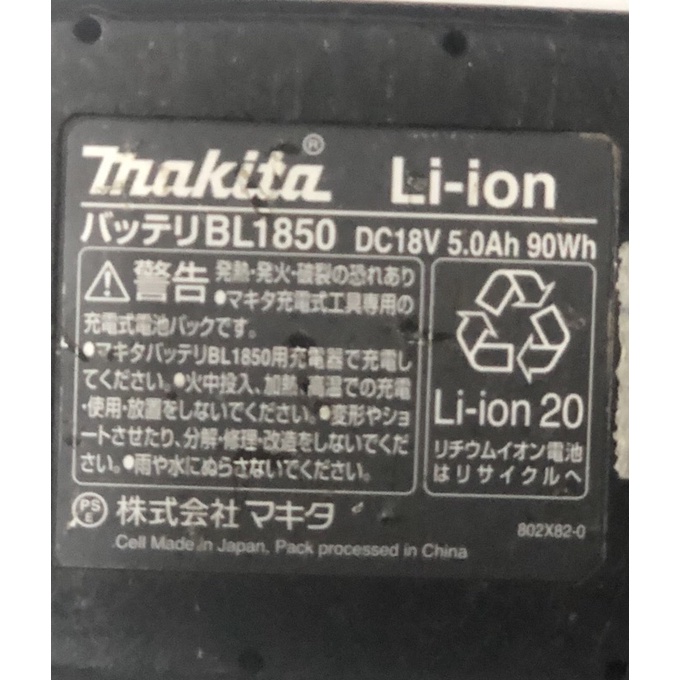 makita® Li-ion
バッテリBL1850 DC18V 5.0Ah 90Wh
警告 発熱・発火・破裂の恐れあり
●マキタ充電式工具専用の
充電式電池パックです。
●マキタバッテリBL1850用充電器で充電し
てください。●火中投入、加熱、高温での充電
・使用・放置をしないでください。●変形やショ
ートさせたり、分解・修理・改造をしないでくだ
さい。●雨や水にぬらさないでください。
Li-ion 20
リチウムイオン電池
はリサイクルへ
PS
E
株式会社 マキタ
802X82-0
Cell Made in Japan, Pack processed in China